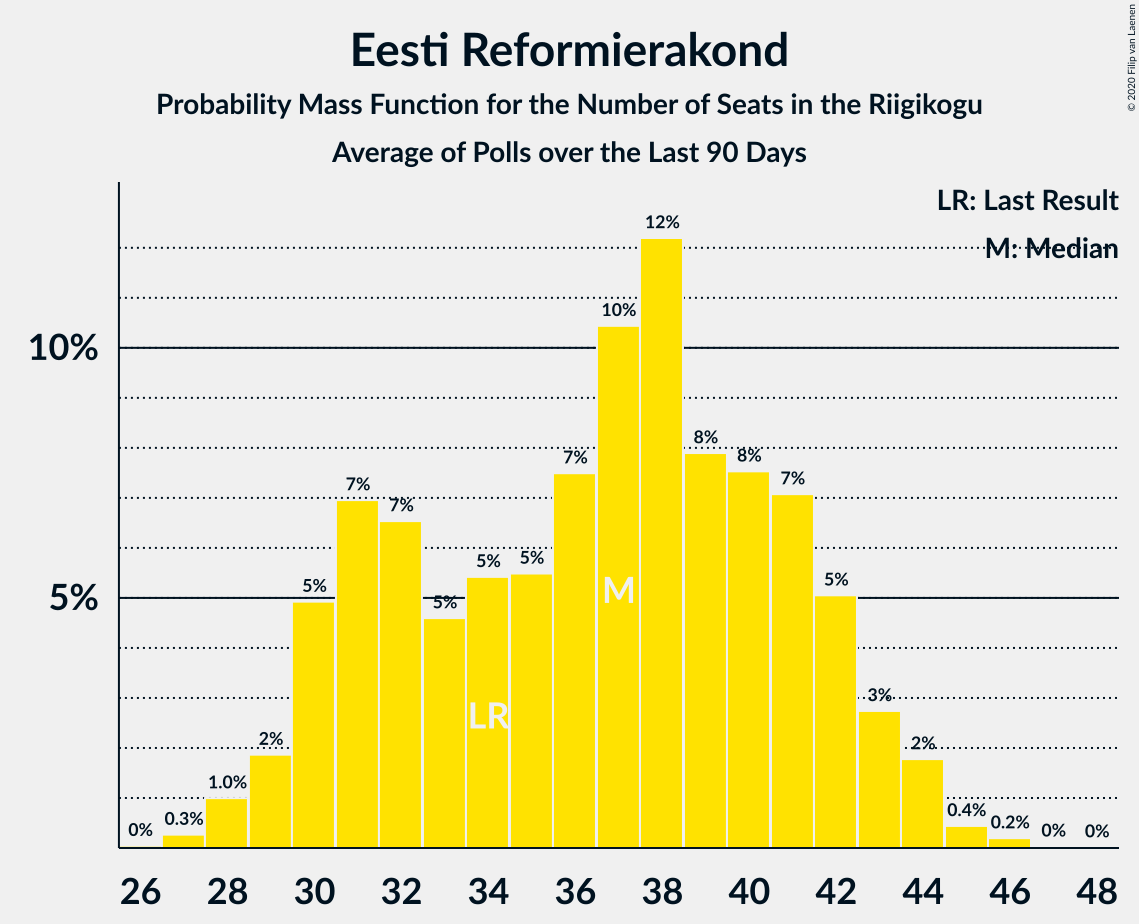 Eesti Reformierakond
Probability Mass Function for the Number of Seats in the Riigikogu
Average of Polls over the Last 90 Days
© 2020 Filip van Laenen
LR: Last Result
M: Median
10%
5%
0%
0.3%
1.0%
2%
5%
7%
7%
5%
5%
5%
7%
10%
12%
8%
8%
7%
5%
3%
2%
0.4%
0.2%
0%
0%
LR
M
26 28 30 32 34 36 38 40 42 44 46 48